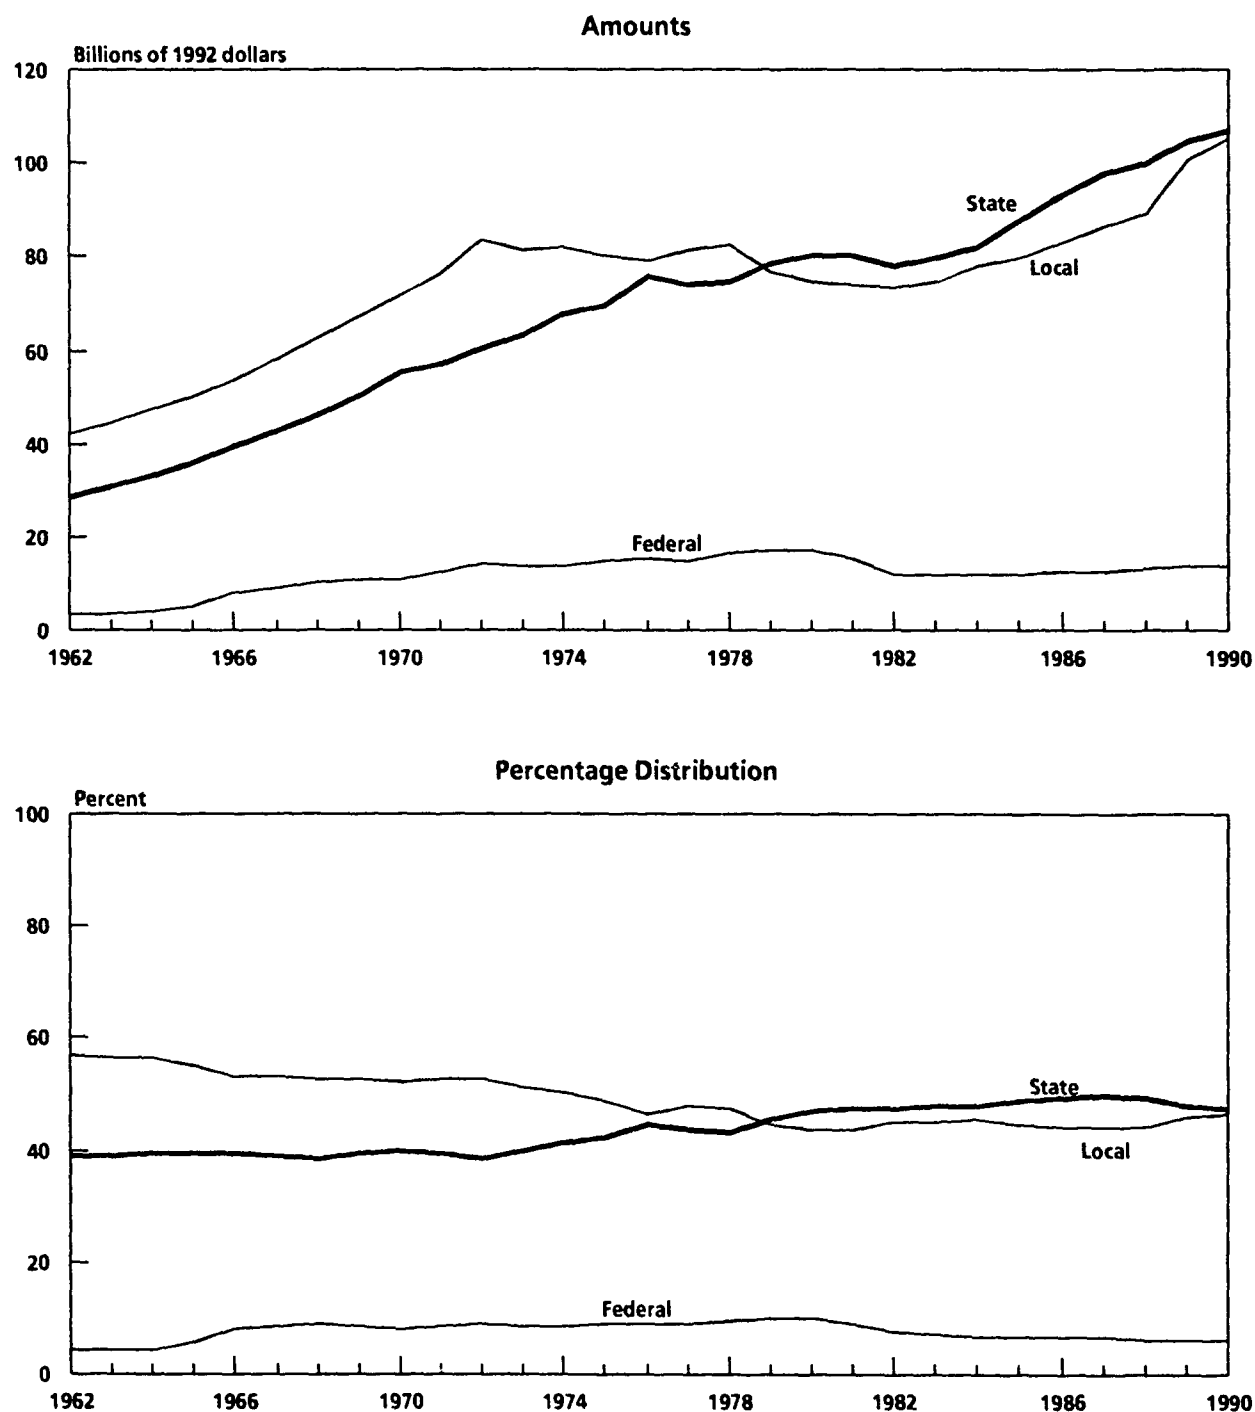 Amounts
Billions of 1992 dollars
120
100
80
60
40
20
0
State
Local
Federal
1962 1966 1970 1974 1978 1982 1986 1990
Percentage Distribution
Percent
100
80
60
40
20
0
State
Local
Federal
1962 1966 1970 1974 1978 1982 1986 1990